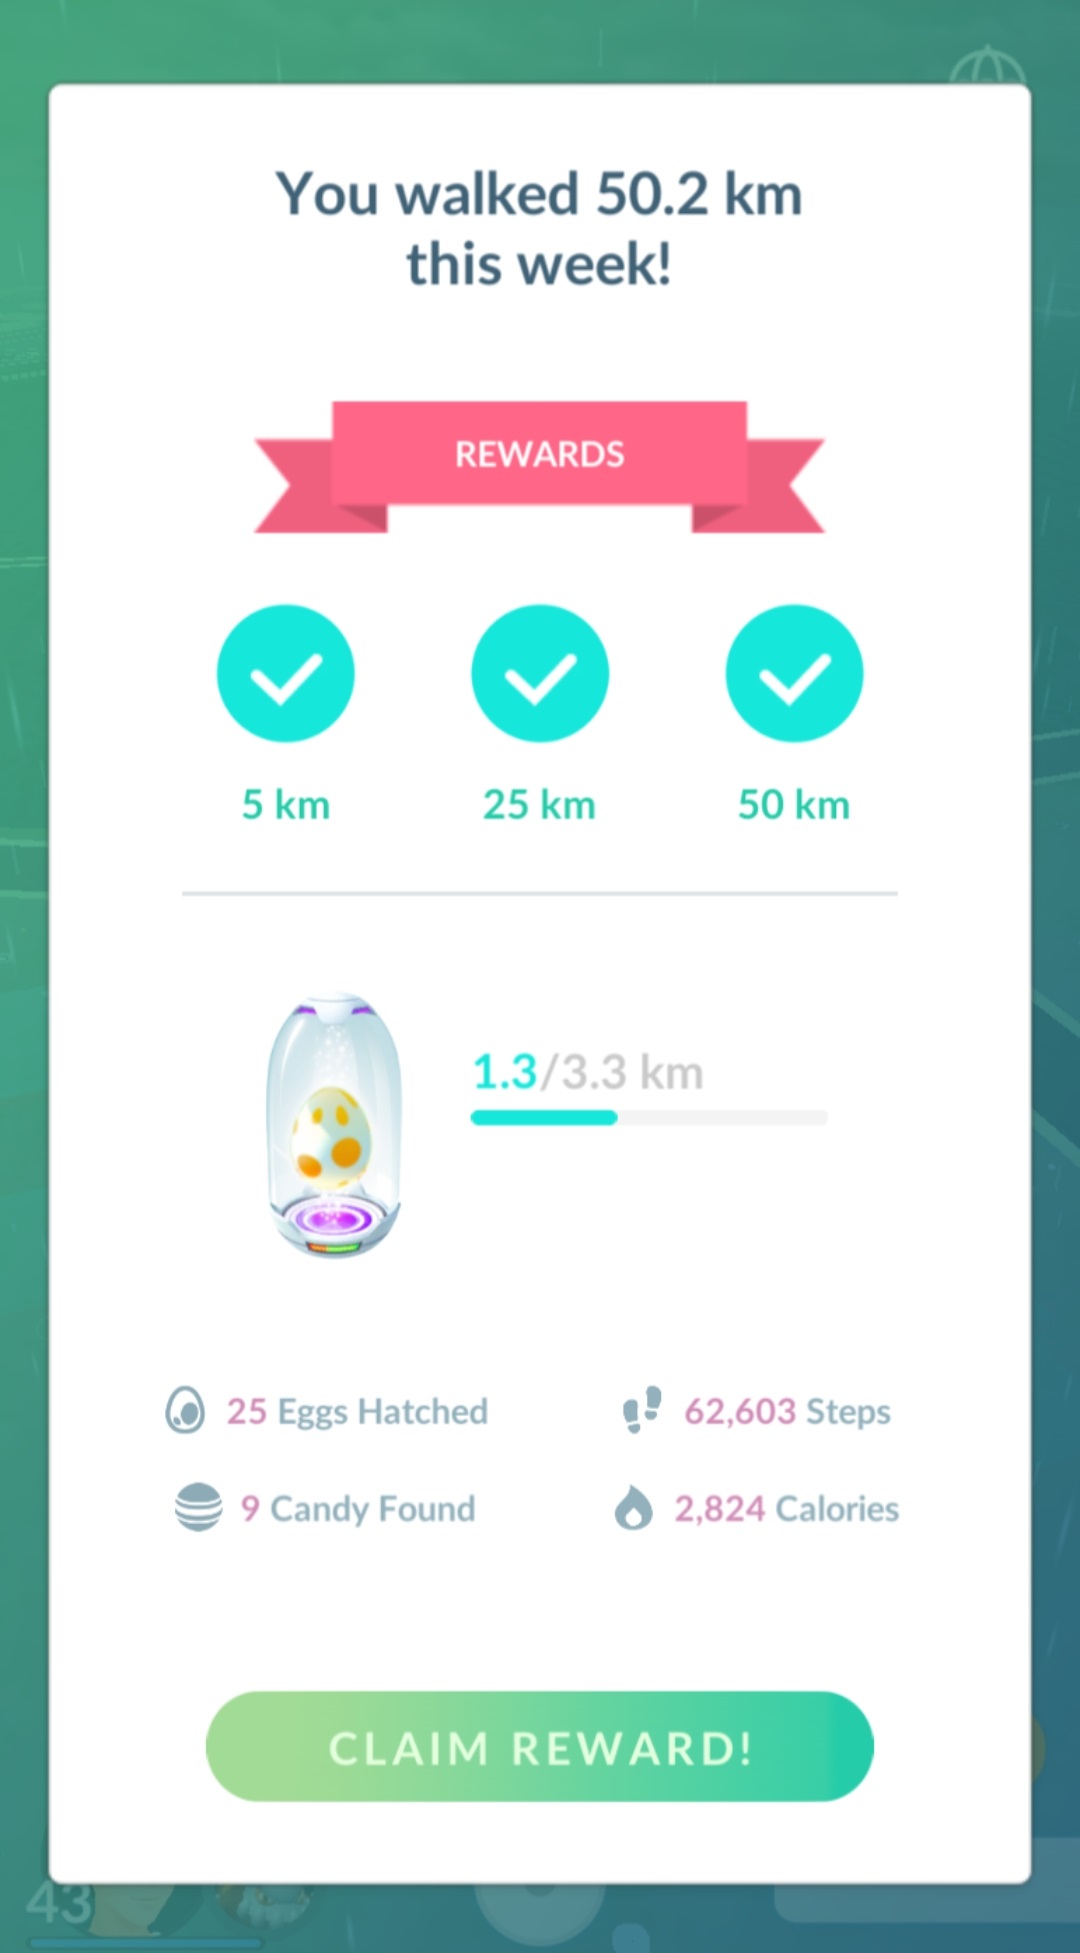 You walked 50.2 km
this week!
REWARDS
5 km 25 km 50 km
1.3/3.3 km
25 Eggs Hatched 62,603 Steps
9 Candy Found 2,824 Calories
CLAIM REWARD!
43